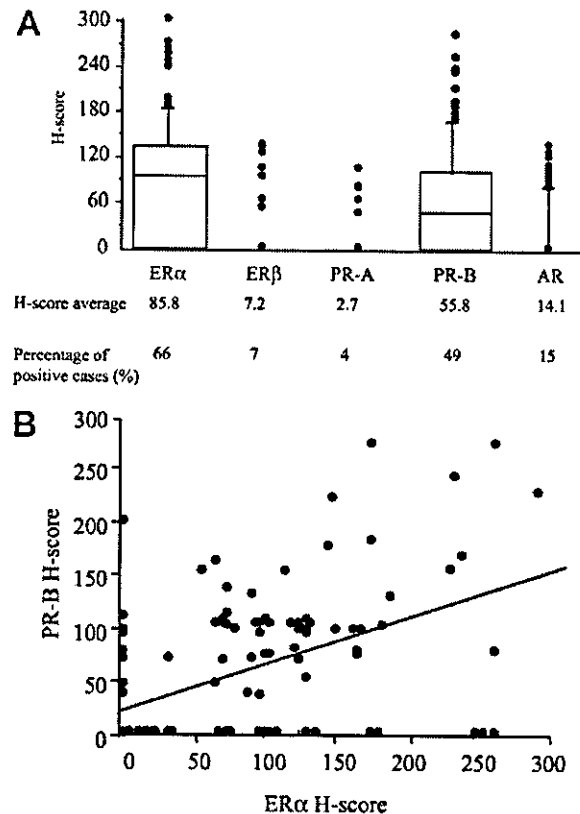 A
300
240
180
120
60
0
H-score
ERα ERβ PR-A PR-B AR
H-score average 85.8 7.2 2.7 55.8 14.1
Percentage of positive cases (%) 66 7 4 49 15
B
300
250
200
150
100
50
0
PR-B H-score
0 50 100 150 200 250 300
ERα H-score